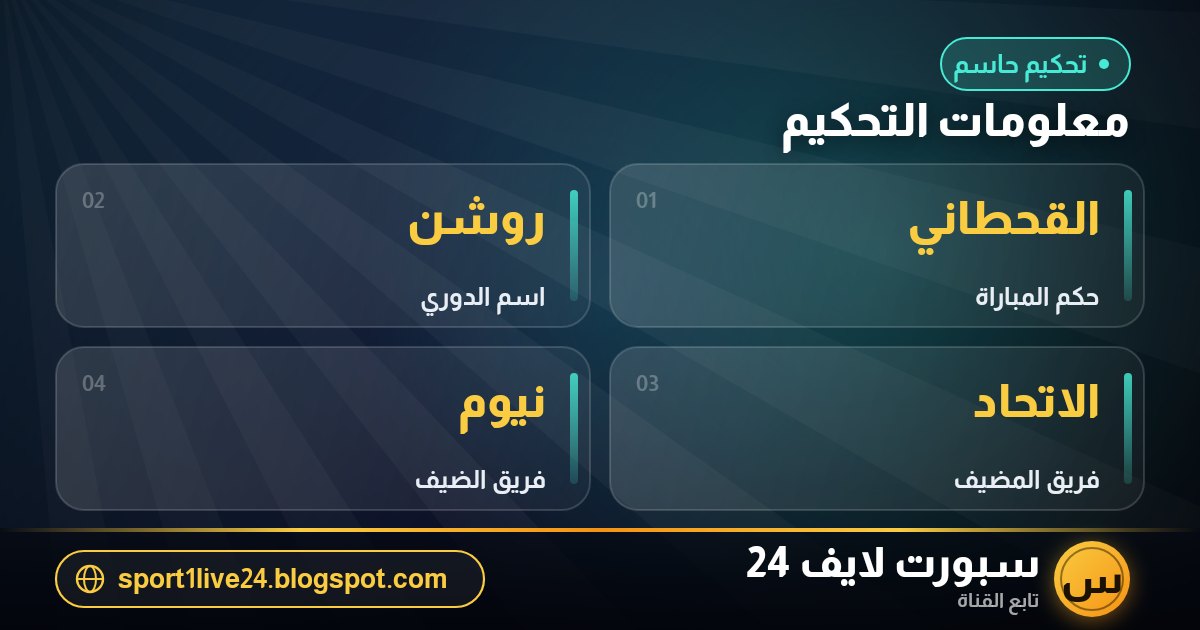 تحكيم حاسم
معلومات التحكيم
01
القحطاني
حكم المباراة
02
روشن
اسم الدوري
03
الاتحاد
فريق المضيف
04
نيوم
فريق الضيف
س
سبورت لايف 24
تابع القناة
sport1live24.blogspot.com